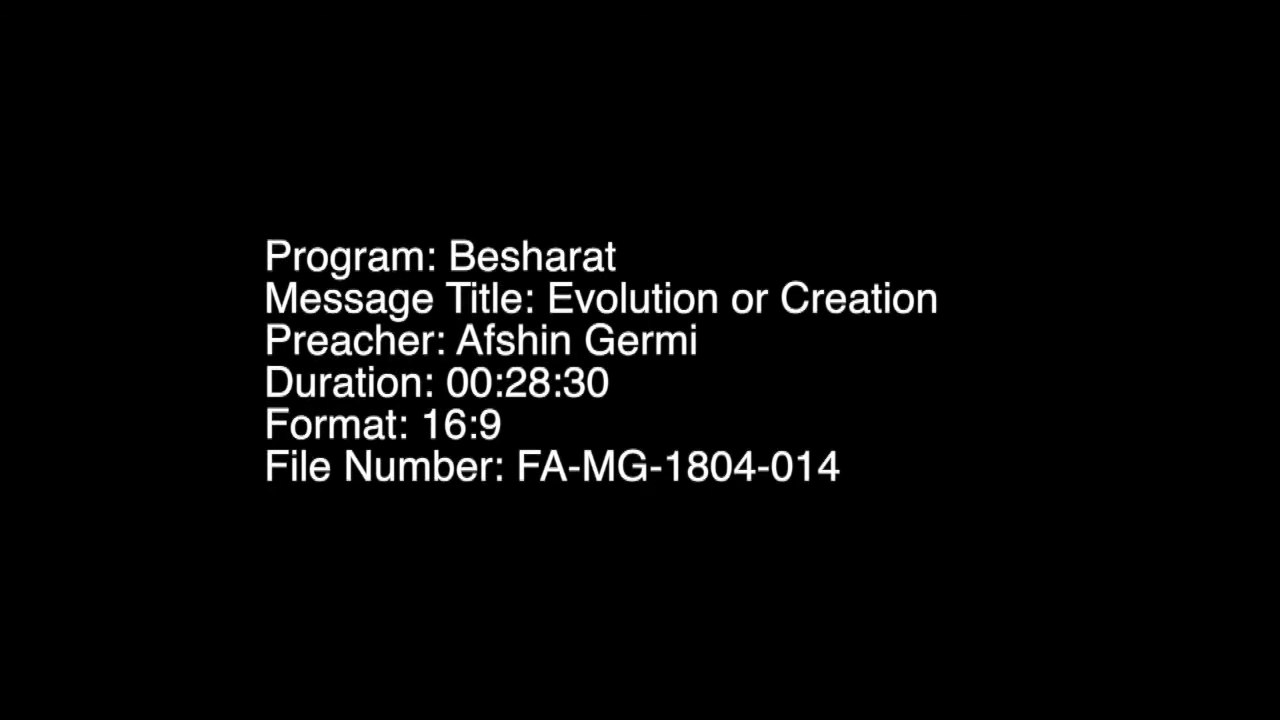 Program: Besharat
Message Title: Evolution or Creation
Preacher: Afshin Germi
Duration: 00:28:30
Format: 16:9
File Number: FA-MG-1804-014